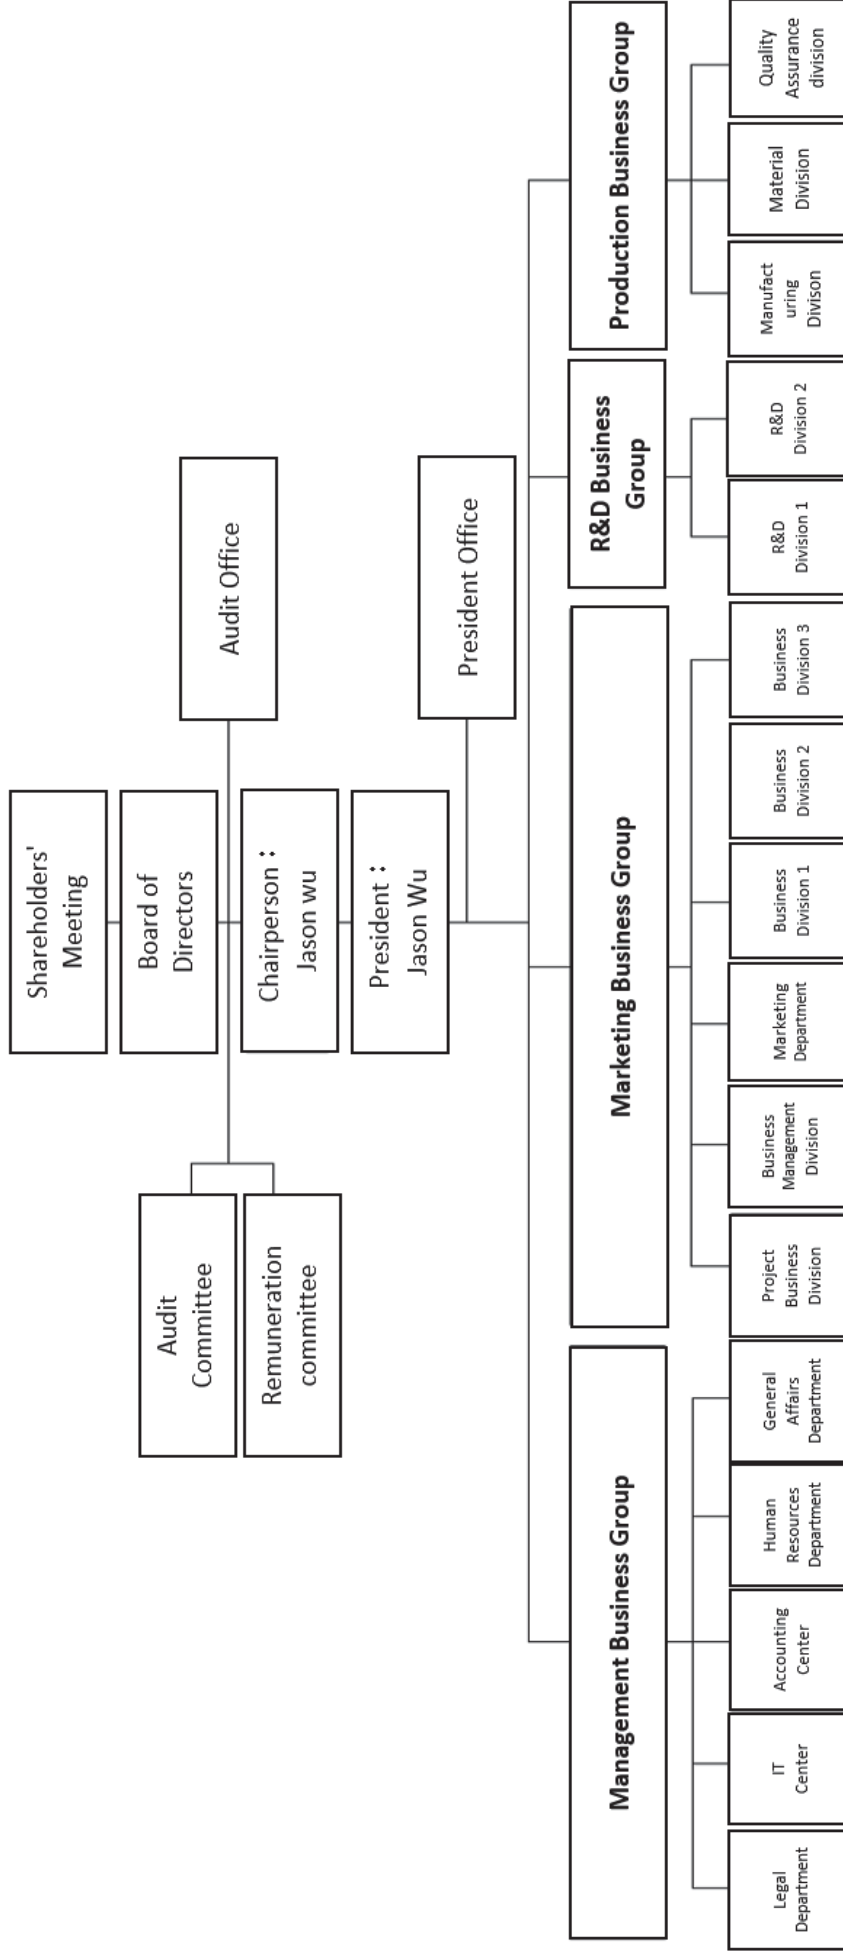 Shareholders'
Meeting
Board of
Directors
Audit Office
Audit
Committee
Remuneration
committee
Chairperson：
Jason wu
President：
Jason Wu
President Office
Management Business Group
Marketing Business Group
R&D Business
Group
Production Business Group
Legal
Department
IT
Center
Accounting
Center
Human
Resources
Department
General
Affairs
Department
Project
Business
Division
Business
Management
Division
Marketing
Department
Business
Division 1
Business
Division 2
Business
Division 3
R&D
Division 1
R&D
Division 2
Manufact
uring
Divison
Material
Division
Quality
Assurance
division